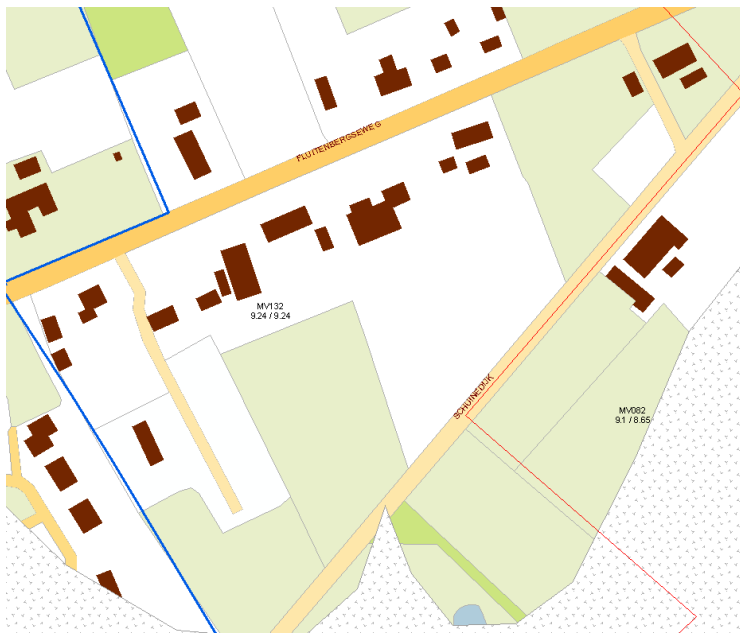 FLUITENBERGSEWEG
MV132
9.24 / 9.24
SCHUINEDIJK
MV082
9.1 / 8.65